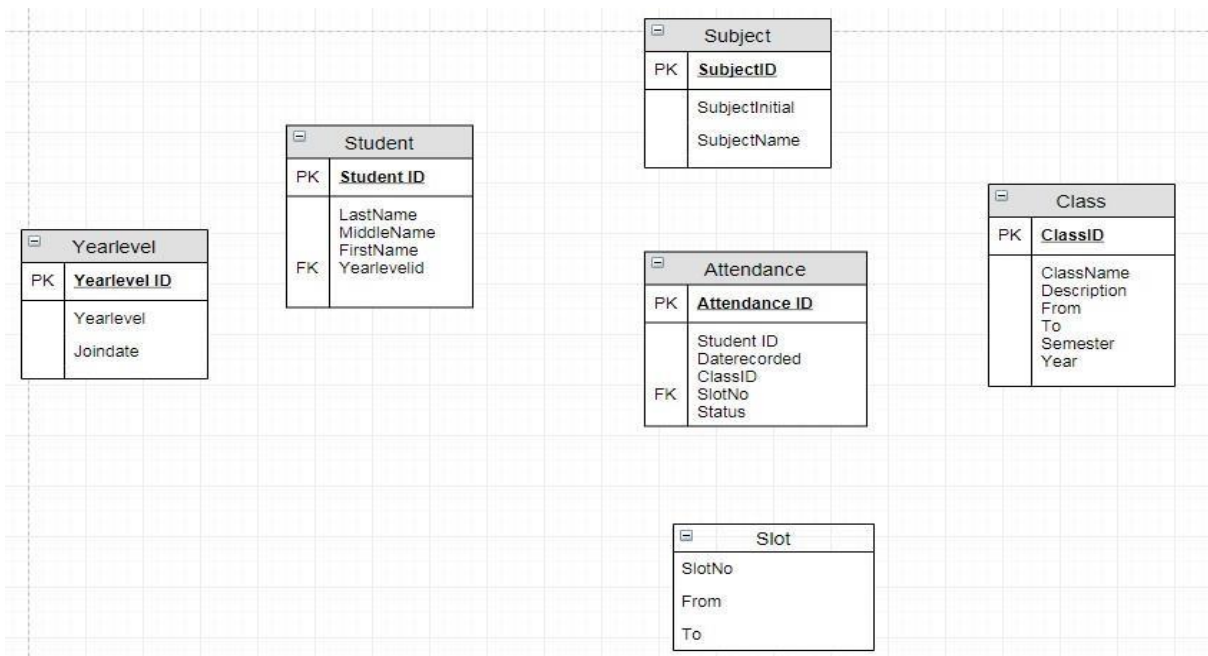 Subject
PK SubjectID
SubjectInitial
SubjectName
Student
PK Student ID
LastName
MiddleName
FirstName
FK Yearlevelid
Class
PK ClassID
ClassName
Description
From
To
Semester
Year
Yearlevel
PK Yearlevel ID
Yearlevel
Joindate
Attendance
PK Attendance ID
Student ID
Daterecorded
ClassID
FK SlotNo
Status
Slot
SlotNo
From
To